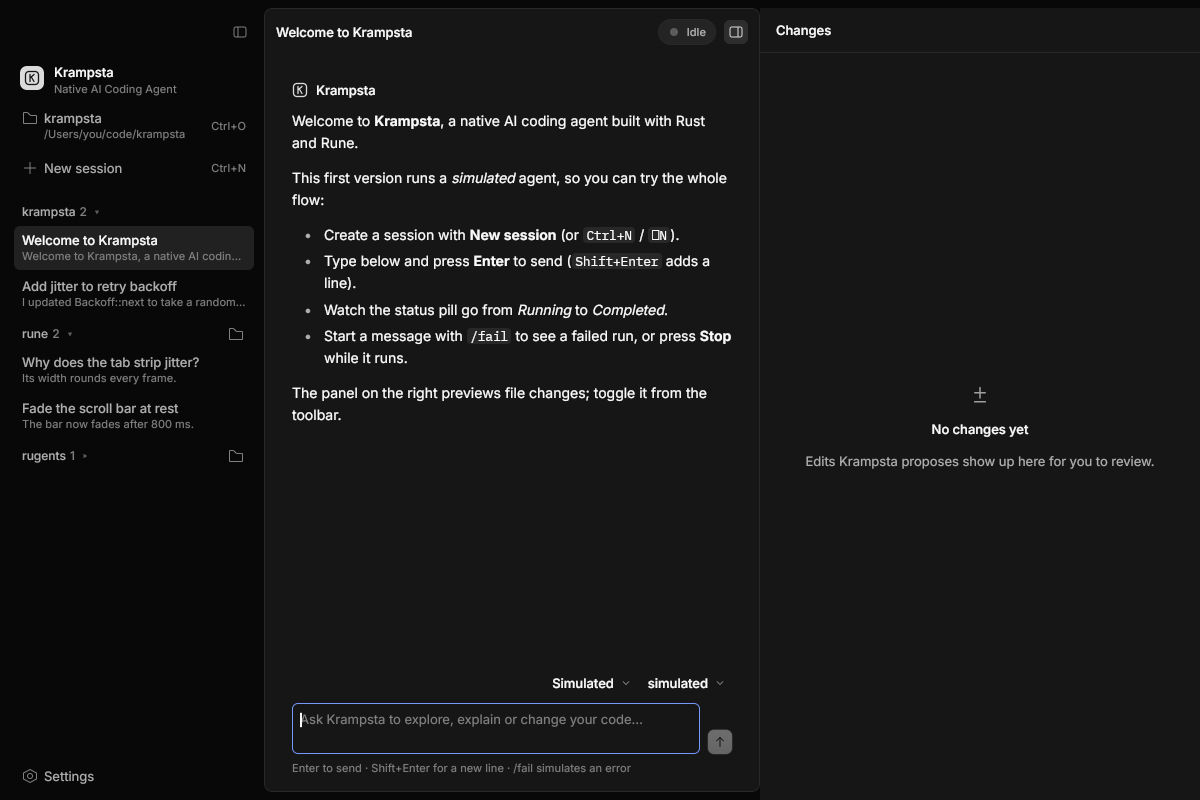 Krampsta
Native AI Coding Agent
krampsta
/Users/you/code/krampsta
Ctrl+O
New session
Ctrl+N
krampsta 2
Welcome to Krampsta
Welcome to Krampsta, a native AI codin...
Add jitter to retry backoff
I updated Backoff::next to take a random...
rune 2
Why does the tab strip jitter?
Its width rounds every frame.
Fade the scroll bar at rest
The bar now fades after 800 ms.
rugents 1
Settings
Welcome to Krampsta
Idle
K Krampsta
Welcome to Krampsta, a native AI coding agent built with Rust
and Rune.
This first version runs a simulated agent, so you can try the whole
flow:
• Create a session with New session (or Ctrl+N / □N ).
• Type below and press Enter to send ( Shift+Enter adds a
line).
• Watch the status pill go from Running to Completed.
• Start a message with /fail to see a failed run, or press Stop
while it runs.
The panel on the right previews file changes; toggle it from the
toolbar.
Simulated
simulated
Ask Krampsta to explore, explain or change your code...
Enter to send · Shift+Enter for a new line · /fail simulates an error
Changes
No changes yet
Edits Krampsta proposes show up here for you to review.